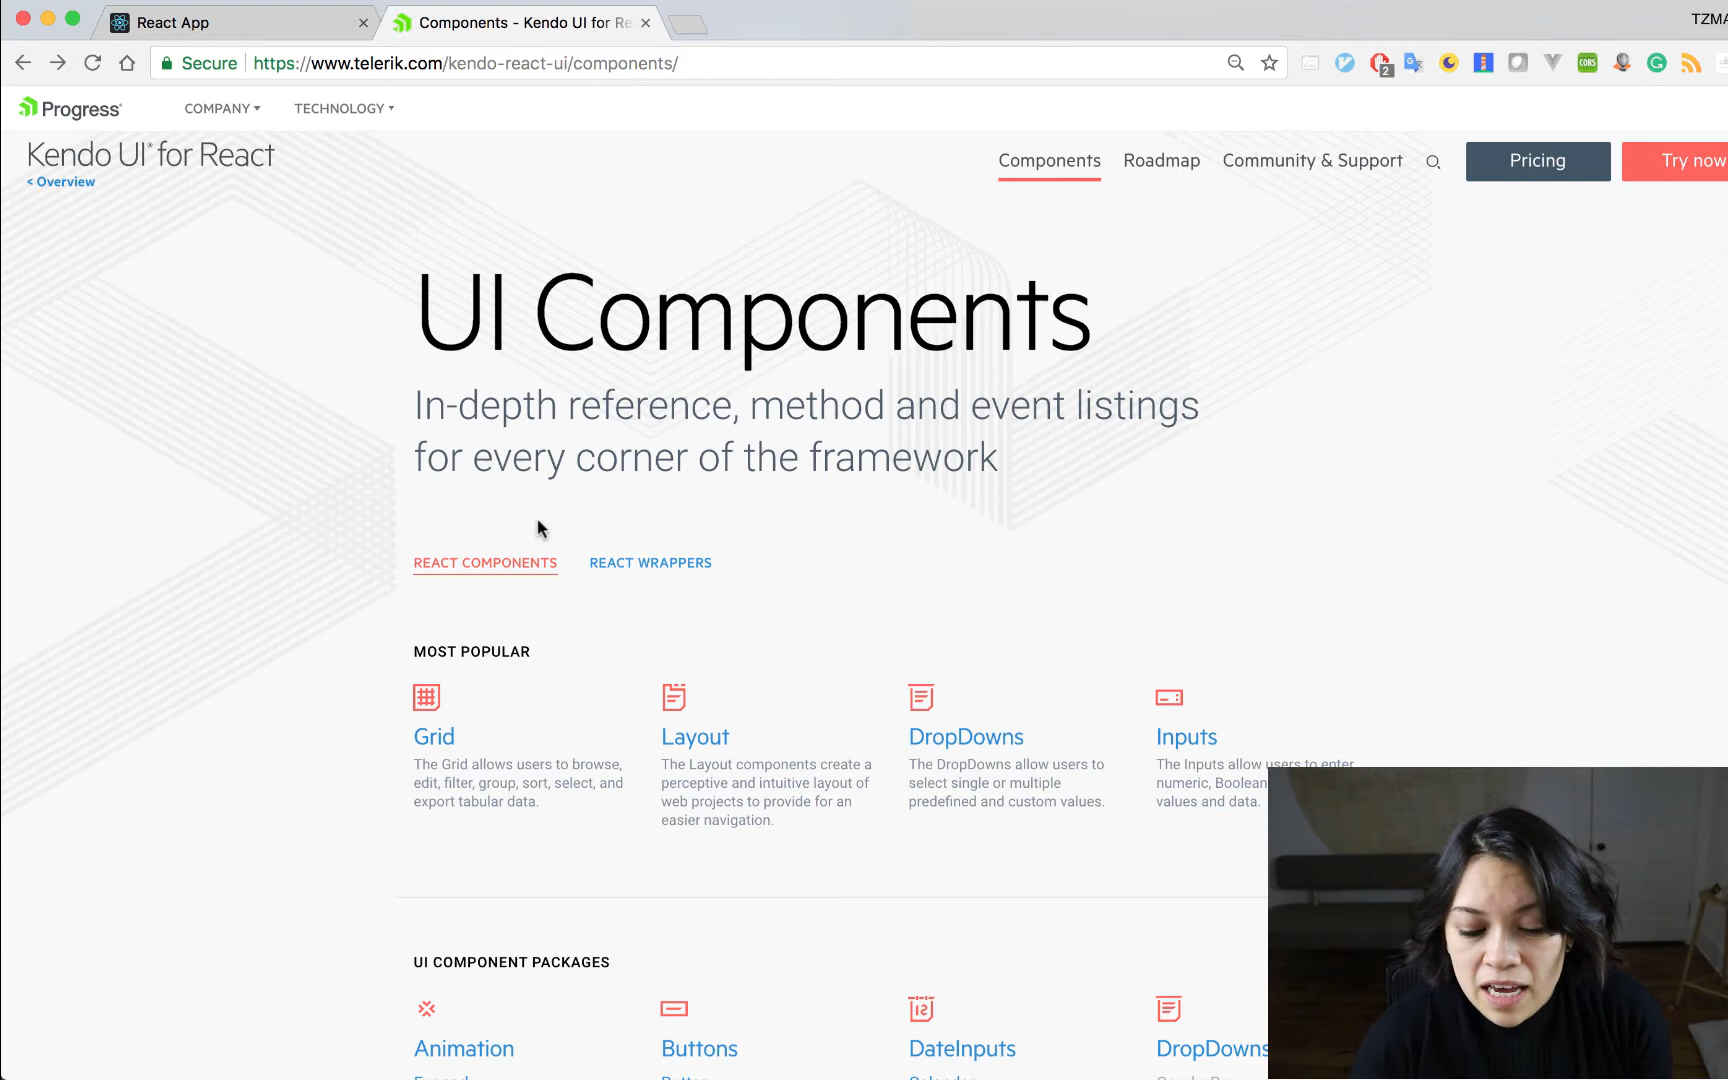 React App
Components - Kendo UI for Re
TZMA
Secure https://www.telerik.com/kendo-react-ui/components/
2
CORS
Progress
COMPANY
TECHNOLOGY
Kendo UI® for React
< Overview
Components
Roadmap
Community & Support
Pricing
Try now
UI Components
In-depth reference, method and event listings
for every corner of the framework
REACT COMPONENTS
REACT WRAPPERS
MOST POPULAR
Grid
The Grid allows users to browse,
edit, filter, group, sort, select, and
export tabular data.
Layout
The Layout components create a
perceptive and intuitive layout of
web projects to provide for an
easier navigation.
DropDowns
The DropDowns allow users to
select single or multiple
predefined and custom values.
Inputs
The Inputs allow users to enter
numeric, Boolean
values and data.
UI COMPONENT PACKAGES
Animation
Buttons
DateInputs
12
DropDowns